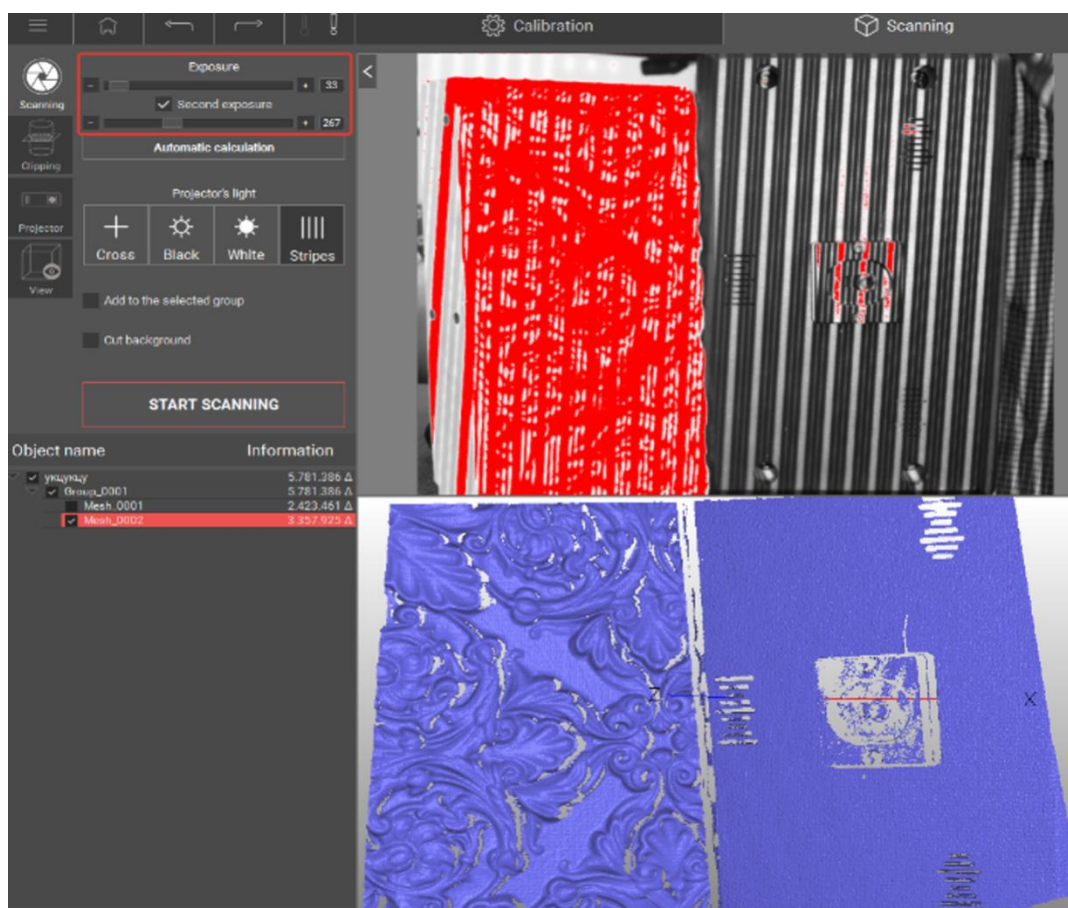 Calibration
Scanning
Exposure
- + 33
Second exposure
- + 267
Automatic calculation
Scanning
Clipping
Projector
View
Projector's light
Cross
Black
White
Stripes
Add to the selected group
Cut background
START SCANNING
Object name Information
укцукцу 5.781.386 Δ
Group_0001 5.781.386 Δ
Mesh_0001 2.423.461 Δ
Mesh_0002 3.357.925 Δ
Z
X